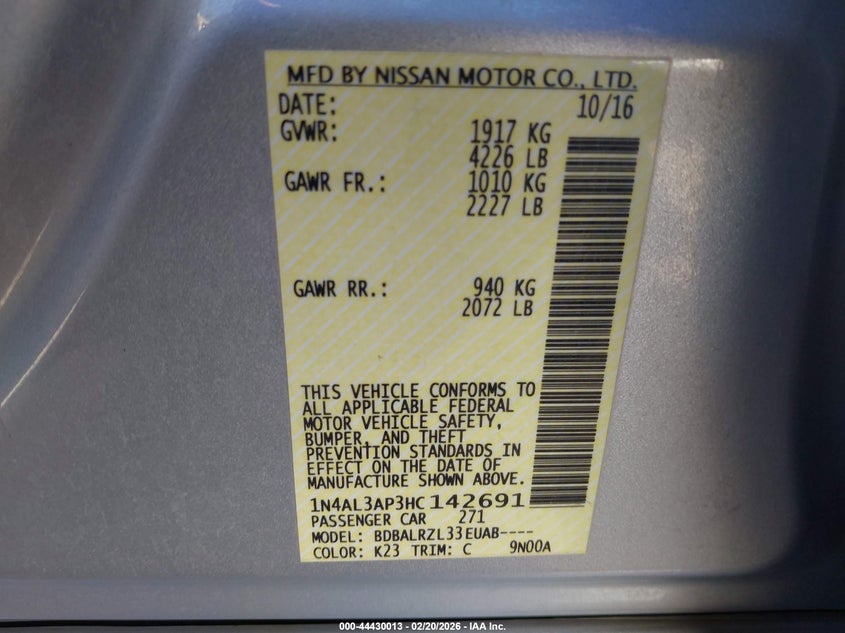 MFD BY NISSAN MOTOR CO., LTD.
DATE: 10/16
GVWR: 1917 KG
4226 LB
GAWR FR.: 1010 KG
2227 LB
GAWR RR.: 940 KG
2072 LB
THIS VEHICLE CONFORMS TO
ALL APPLICABLE FEDERAL
MOTOR VEHICLE SAFETY,
BUMPER, AND THEFT
PREVENTION STANDARDS IN
EFFECT ON THE DATE OF
MANUFACTURE SHOWN ABOVE.
1N4AL3AP3HC142691
PASSENGER CAR 271
MODEL: BDBALRZL33EUAB----
COLOR: K23 TRIM: C 9N00A
000-44430013 - 02/20/2026 - IAA Inc.